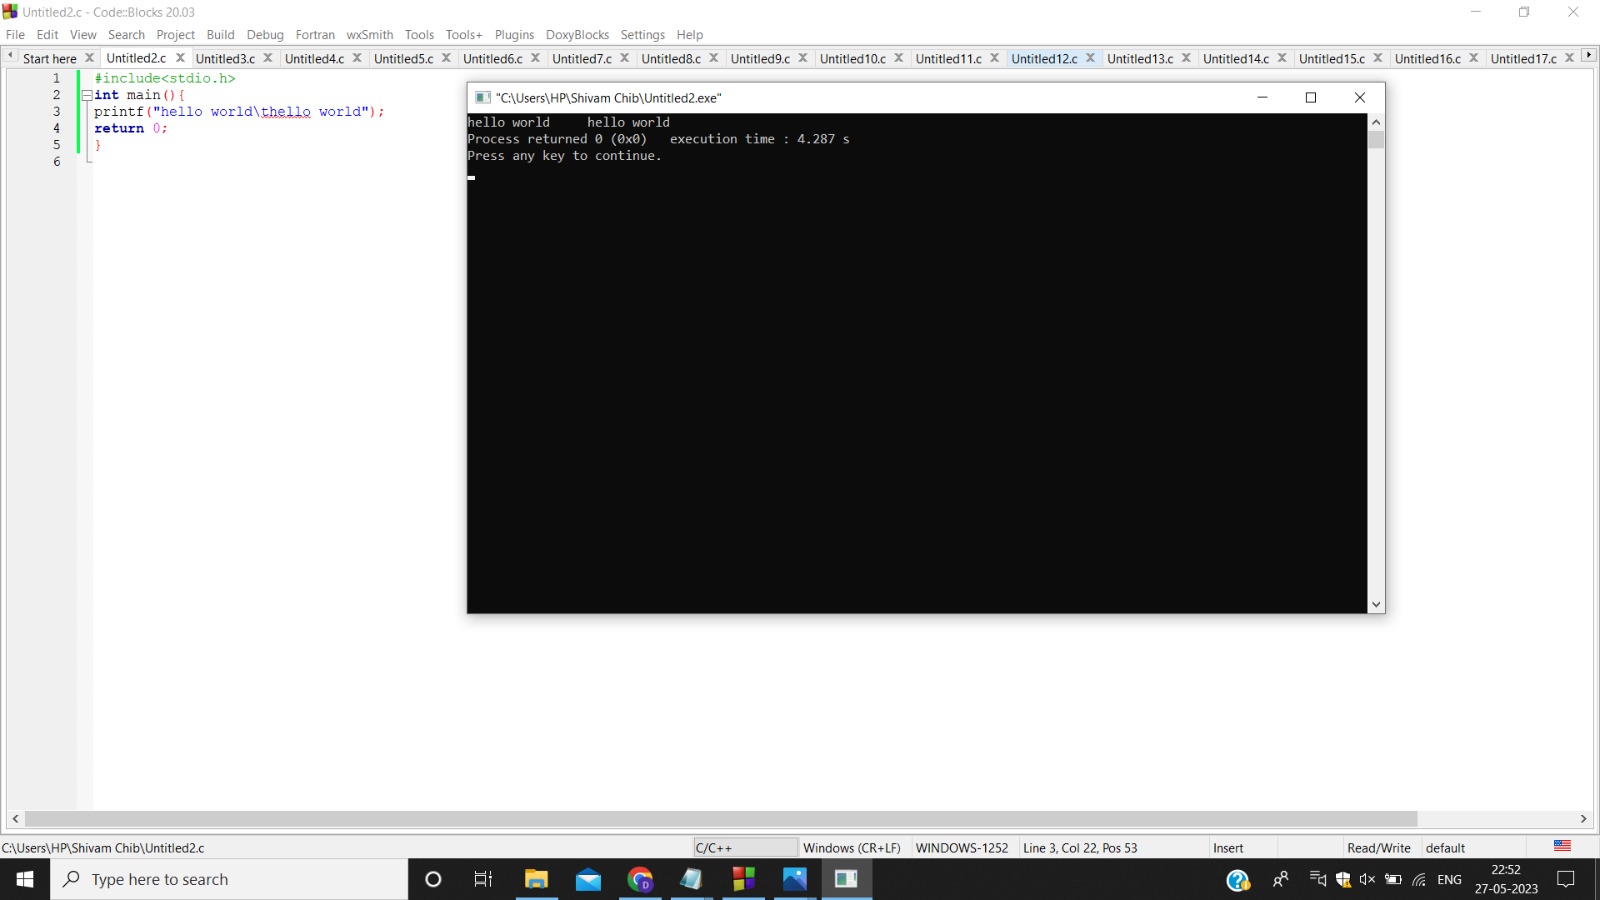 Untitled2.c - Code::Blocks 20.03
File Edit View Search Project Build Debug Fortran wxSmith Tools Tools+ Plugins DoxyBlocks Settings Help
Start here Untitled2.c Untitled3.c Untitled4.c Untitled5.c Untitled6.c Untitled7.c Untitled8.c Untitled9.c Untitled10.c Untitled11.c Untitled12.c Untitled13.c Untitled14.c Untitled15.c Untitled16.c Untitled17.c
1 #include<stdio.h>
2 int main(){
3 printf("hello world\thello world");
4 return 0;
5 }
6
"C:\Users\HP\Shivam Chib\Untitled2.exe"
hello world     hello world
Process returned 0 (0x0)   execution time : 4.287 s
Press any key to continue.
C:\Users\HP\Shivam Chib\Untitled2.c C/C++ Windows (CR+LF) WINDOWS-1252 Line 3, Col 22, Pos 53 Insert Read/Write default
Type here to search D ENG 22:52
27-05-2023